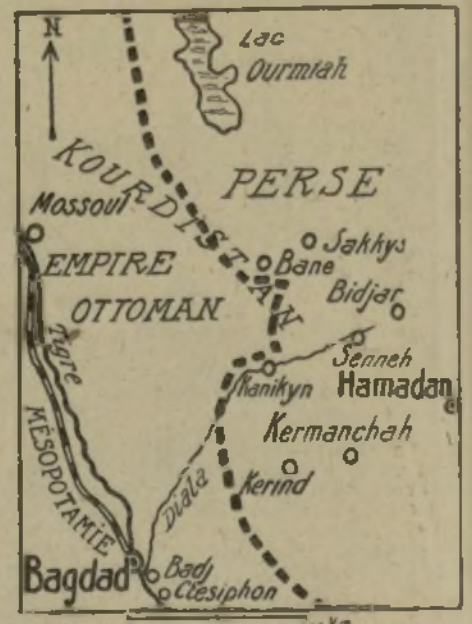 N
Lac
Ourmiah
KOURDISTAN
PERSE
Mossoul
Sakkys
Bane
EMPIRE
OTTOMAN
Bidjar
Tigre
Senneh
Kanikyn
Hamadan
Kermanchah
MÉSOPOTAMIE
Diala
Kerind
Bagdad
Badj
Ctesiphon